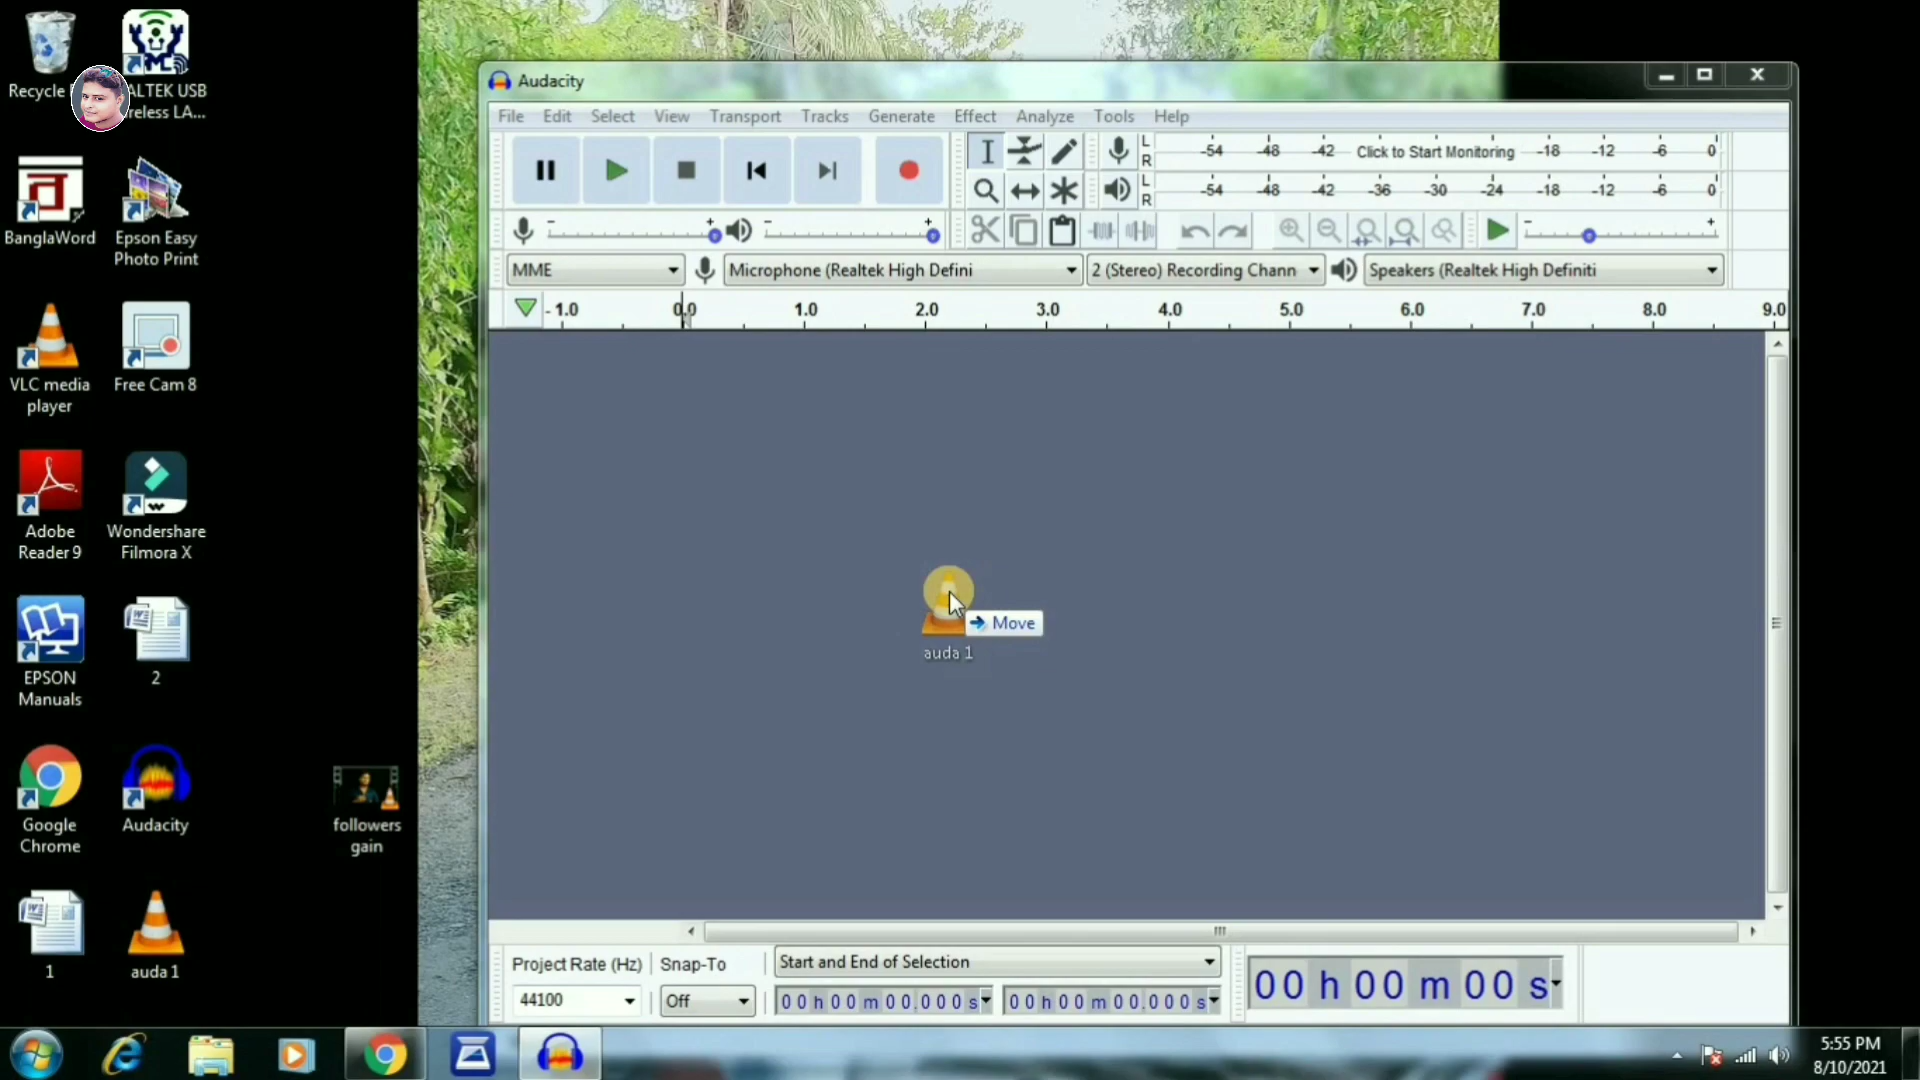 Recycle
ALTEK USB
reless LA...
BanglaWord
Epson Easy
Photo Print
VLC media
player
Free Cam 8
Adobe
Reader 9
Wondershare
Filmora X
EPSON
Manuals
2
Google
Chrome
Audacity
followers
gain
1
auda 1
Audacity
File Edit Select View Transport Tracks Generate Effect Analyze Tools Help
L
R
-54 -48 -42 Click to Start Monitoring -18 -12 -6 0
L
R
-54 -48 -42 -36 -30 -24 -18 -12 -6 0
- + - + - +
MME Microphone (Realtek High Defini 2 (Stereo) Recording Chann Speakers (Realtek High Definiti
-1.0 0.0 1.0 2.0 3.0 4.0 5.0 6.0 7.0 8.0 9.0
Move
auda 1
Project Rate (Hz) Snap-To Start and End of Selection
44100 Off 00 h 00 m 00.000 s 00 h 00 m 00.000 s
00 h 00 m 00 s
5:55 PM
8/10/2021